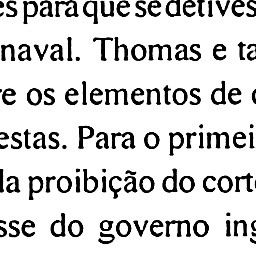 es para que se detives
naval. Thomas e ta
re os elementos de
estas. Para o primei
da proibição do cort
sse do governo ing